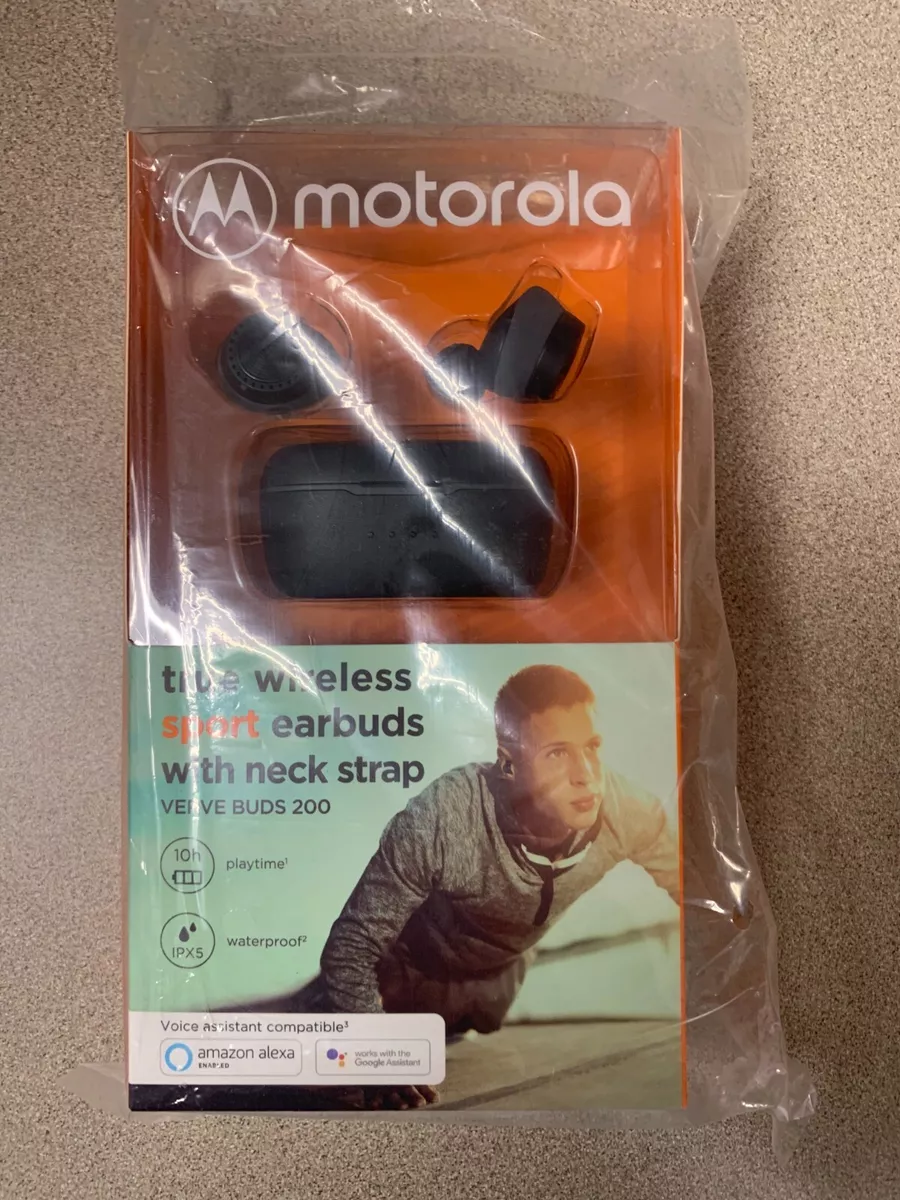 motorola
true wireless
sport earbuds
with neck strap
VERVE BUDS 200
10h
playtime¹
IPX5
waterproof²
Voice assistant compatible³
amazon alexa
ENABLED
works with the
Google Assistant